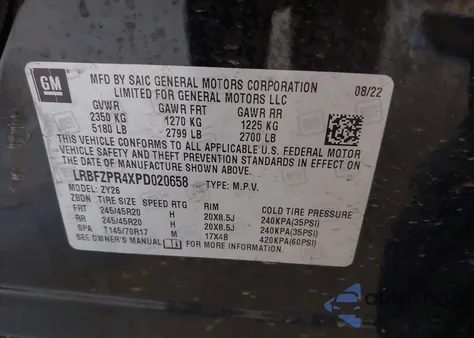 GM
MFD BY SAIC GENERAL MOTORS CORPORATION
LIMITED FOR GENERAL MOTORS LLC
08/22
GVWR GAWR FRT GAWR RR
2350 KG 1270 KG 1225 KG
5180 LB 2799 LB 2700 LB
THIS VEHICLE CONFORMS TO ALL APPLICABLE U.S. FEDERAL MOTOR
VEHICLE SAFETY, BUMPER, AND THEFT PREVENTION STANDARDS IN EFFECT ON THE
DATE OF MANUFACTURE SHOWN ABOVE.
LRBFZPR4XPD020658 TYPE: M.P.V.
MODEL: ZY26
ZBDN TIRE SIZE SPEED RTG RIM COLD TIRE PRESSURE
FRT 245/45R20 H 20X8.5J 240KPA(35PSI)
RR 245/45R20 H 20X8.5J 240KPA(35PSI)
SPA T145/70R17 M 17X4B 420KPA(60PSI)
SEE OWNER'S MANUAL FOR MORE INFORMATION.